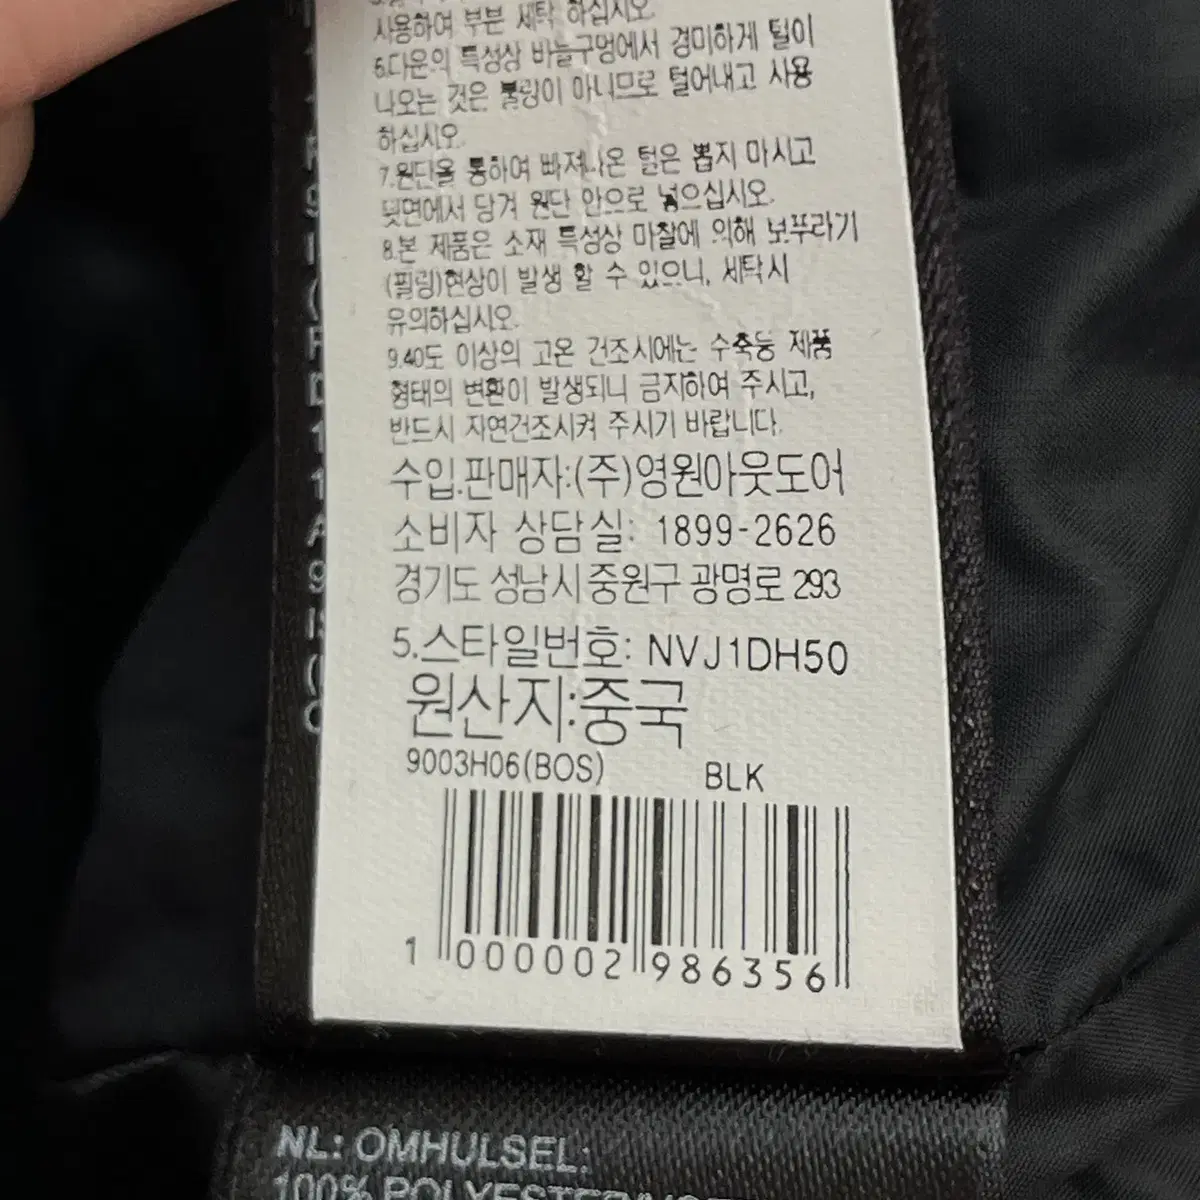 사용하여 부분 세탁 하십시오.
6.다운의 특성상 바늘구멍에서 경미하게 털이
나오는 것은 불량이 아니므로 털어내고 사용
하십시오.
7.원단을 통하여 빠져나온 털은 뽑지 마시고
뒷면에서 당겨 원단 안으로 넣으십시오.
8.본 제품은 소재 특성상 마찰에 의해 보푸라기
(필링)현상이 발생 할 수 있으니, 세탁시
유의하십시오.
9.40도 이상의 고온 건조시에는 수축등 제품
형태의 변환이 발생되니 금지하여 주시고,
반드시 자연건조시켜 주시기 바랍니다.
수입.판매자:(주)영원아웃도어
소비자 상담실: 1899-2626
경기도 성남시 중원구 광명로 293
5.스타일번호: NVJ1DH50
원산지:중국
9003H06(BOS) BLK
1 000002 986356
NL: OMHULSEL:
100% POLYESTER